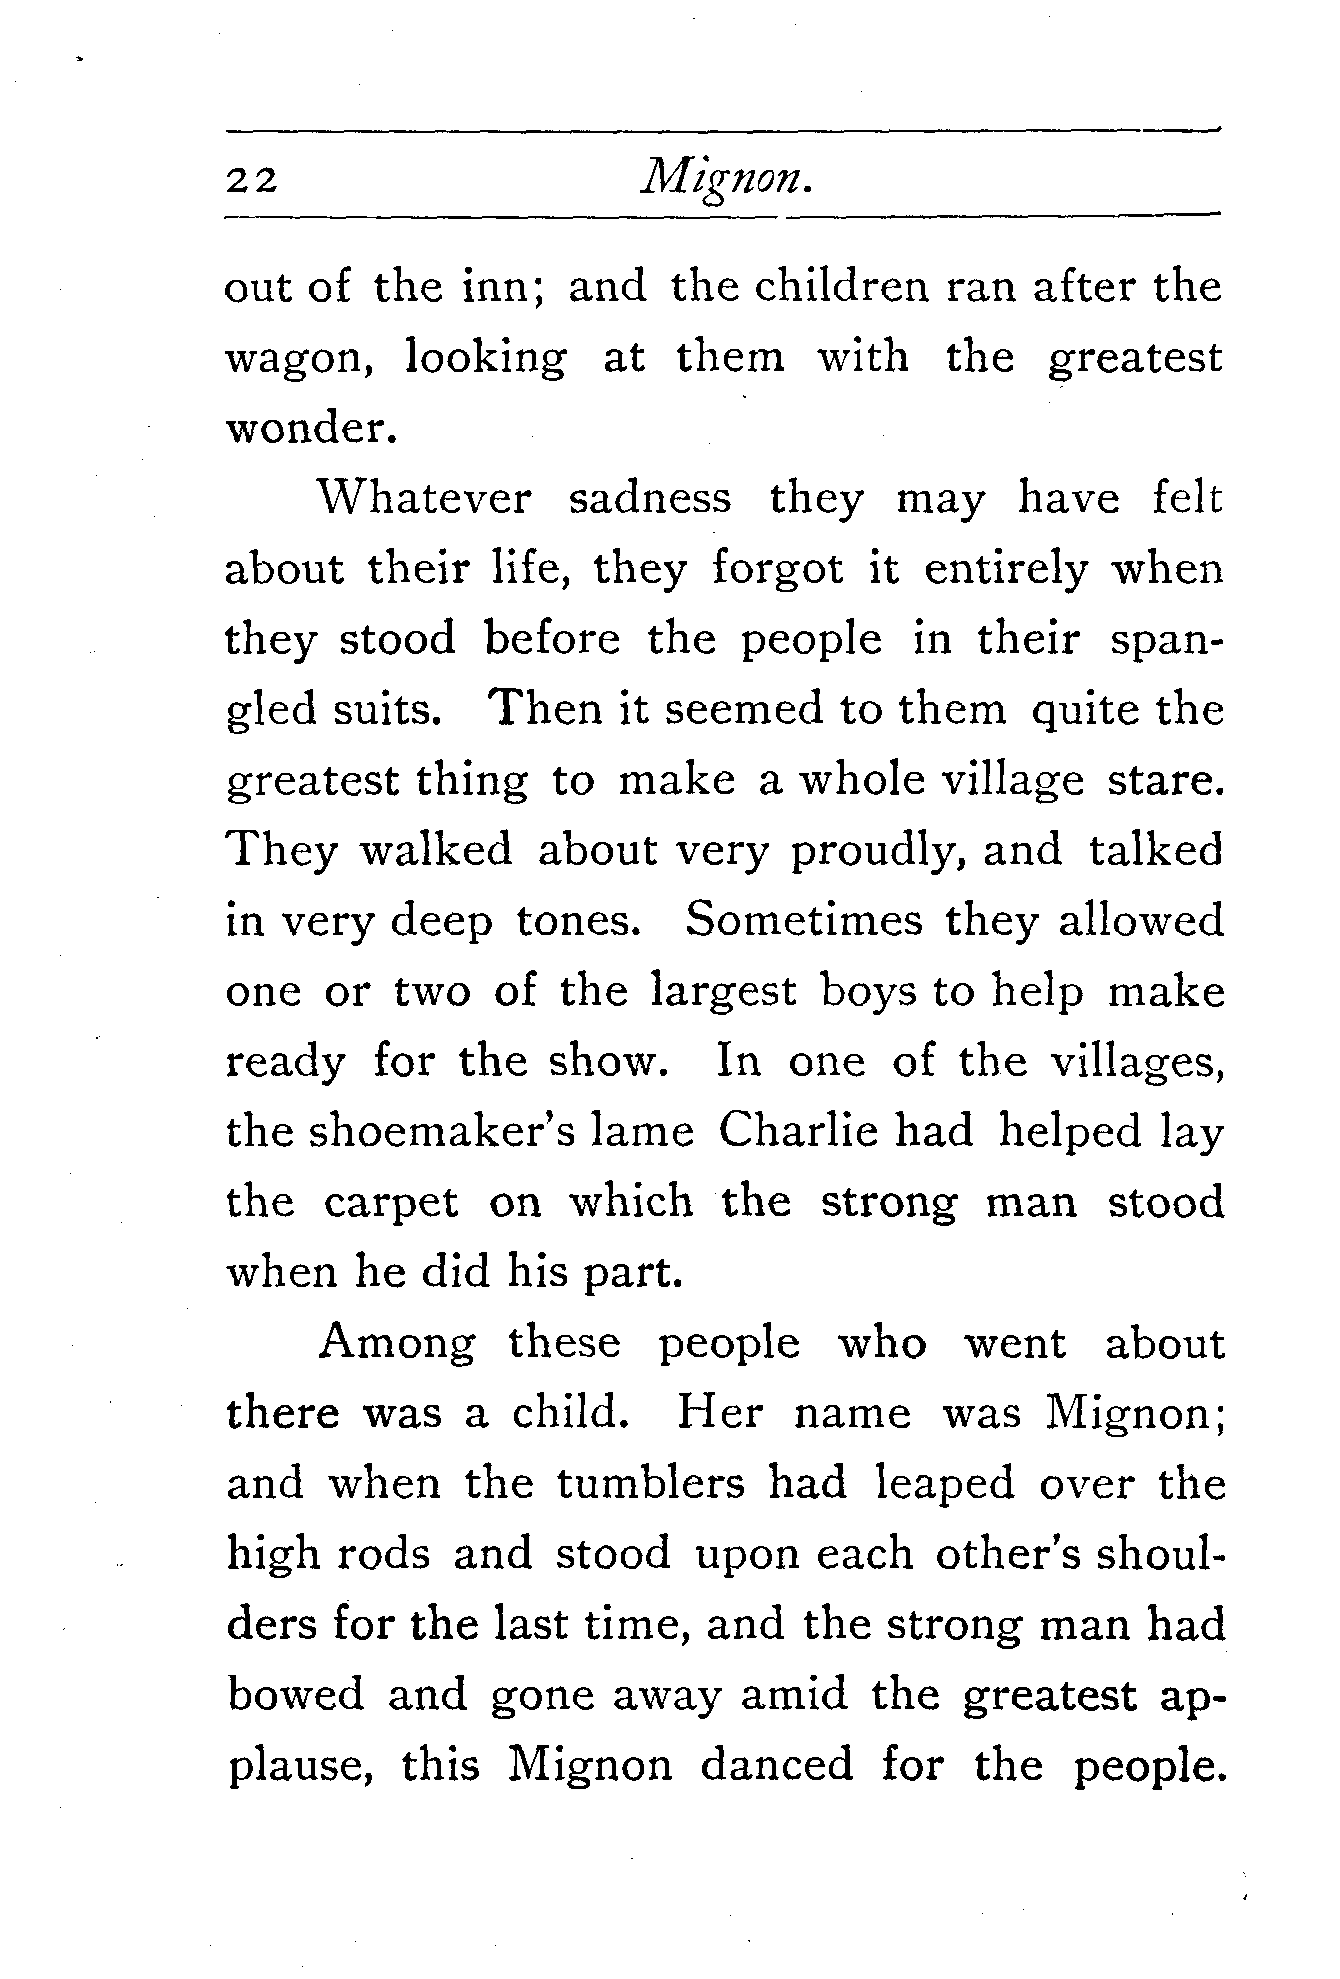 22 Mignon.
out of the inn; and the children ran after the
wagon, looking at them with the greatest
wonder.
Whatever sadness they may have felt
about their life, they forgot it entirely when
they stood before the people in their span-
gled suits. Then it seemed to them quite the
greatest thing to make a whole village stare.
They walked about very proudly, and talked
in very deep tones. Sometimes they allowed
one or two of the largest boys to help make
ready for the show. In one of the villages,
the shoemaker's lame Charlie had helped lay
the carpet on which the strong man stood
when he did his part.
Among these people who went about
there was a child. Her name was Mignon;
and when the tumblers had leaped over the
high rods and stood upon each other's shoul-
ders for the last time, and the strong man had
bowed and gone away amid the greatest ap-
plause, this Mignon danced for the people.